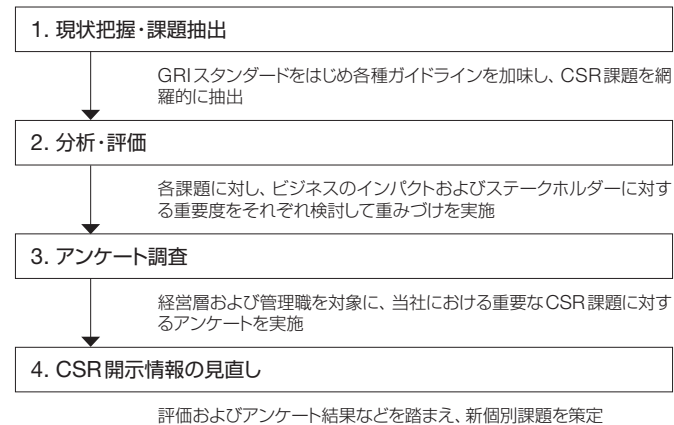 1. 現状把握・課題抽出
GRIスタンダードをはじめ各種ガイドラインを加味し、CSR課題を網
羅的に抽出
2. 分析・評価
各課題に対し、ビジネスのインパクトおよびステークホルダーに対す
る重要度をそれぞれ検討して重みづけを実施
3. アンケート調査
経営層および管理職を対象に、当社における重要なCSR課題に対す
るアンケートを実施
4. CSR開示情報の見直し
評価およびアンケート結果などを踏まえ、新個別課題を策定